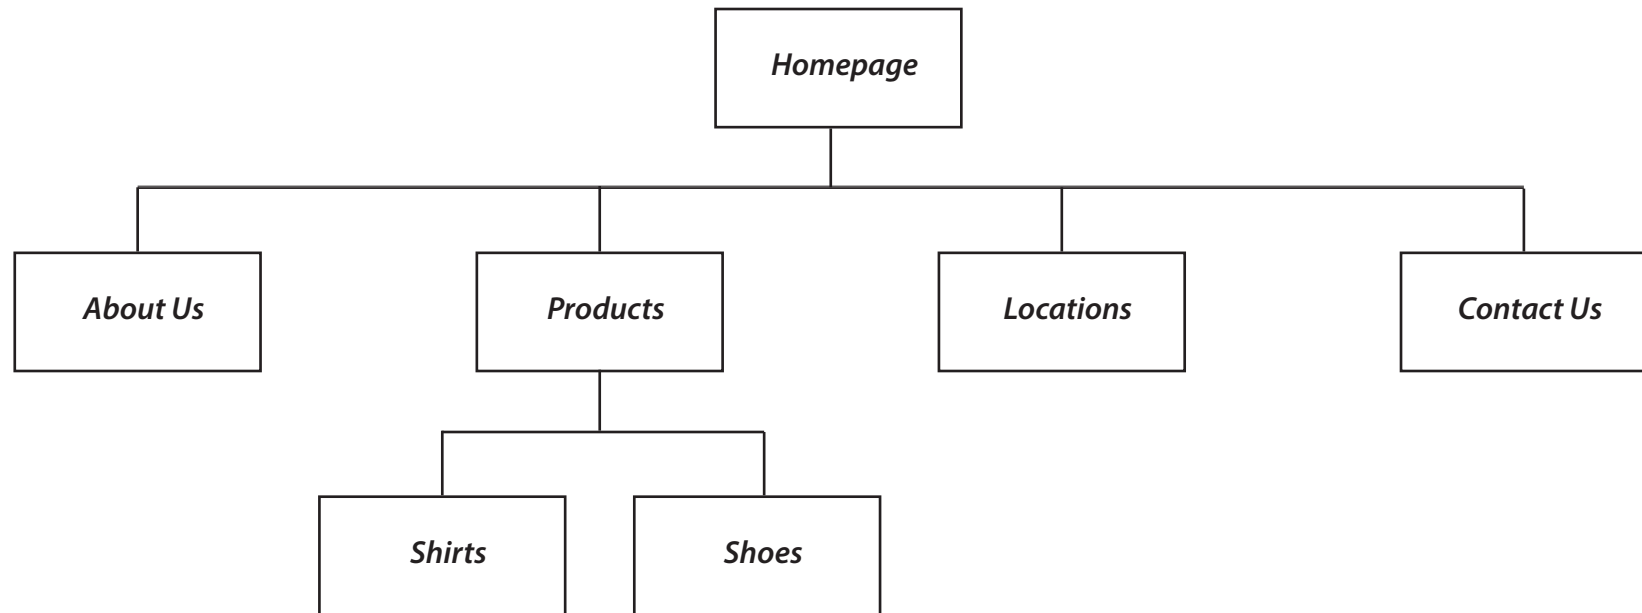 Homepage
About Us
Products
Locations
Contact Us
Shirts
Shoes